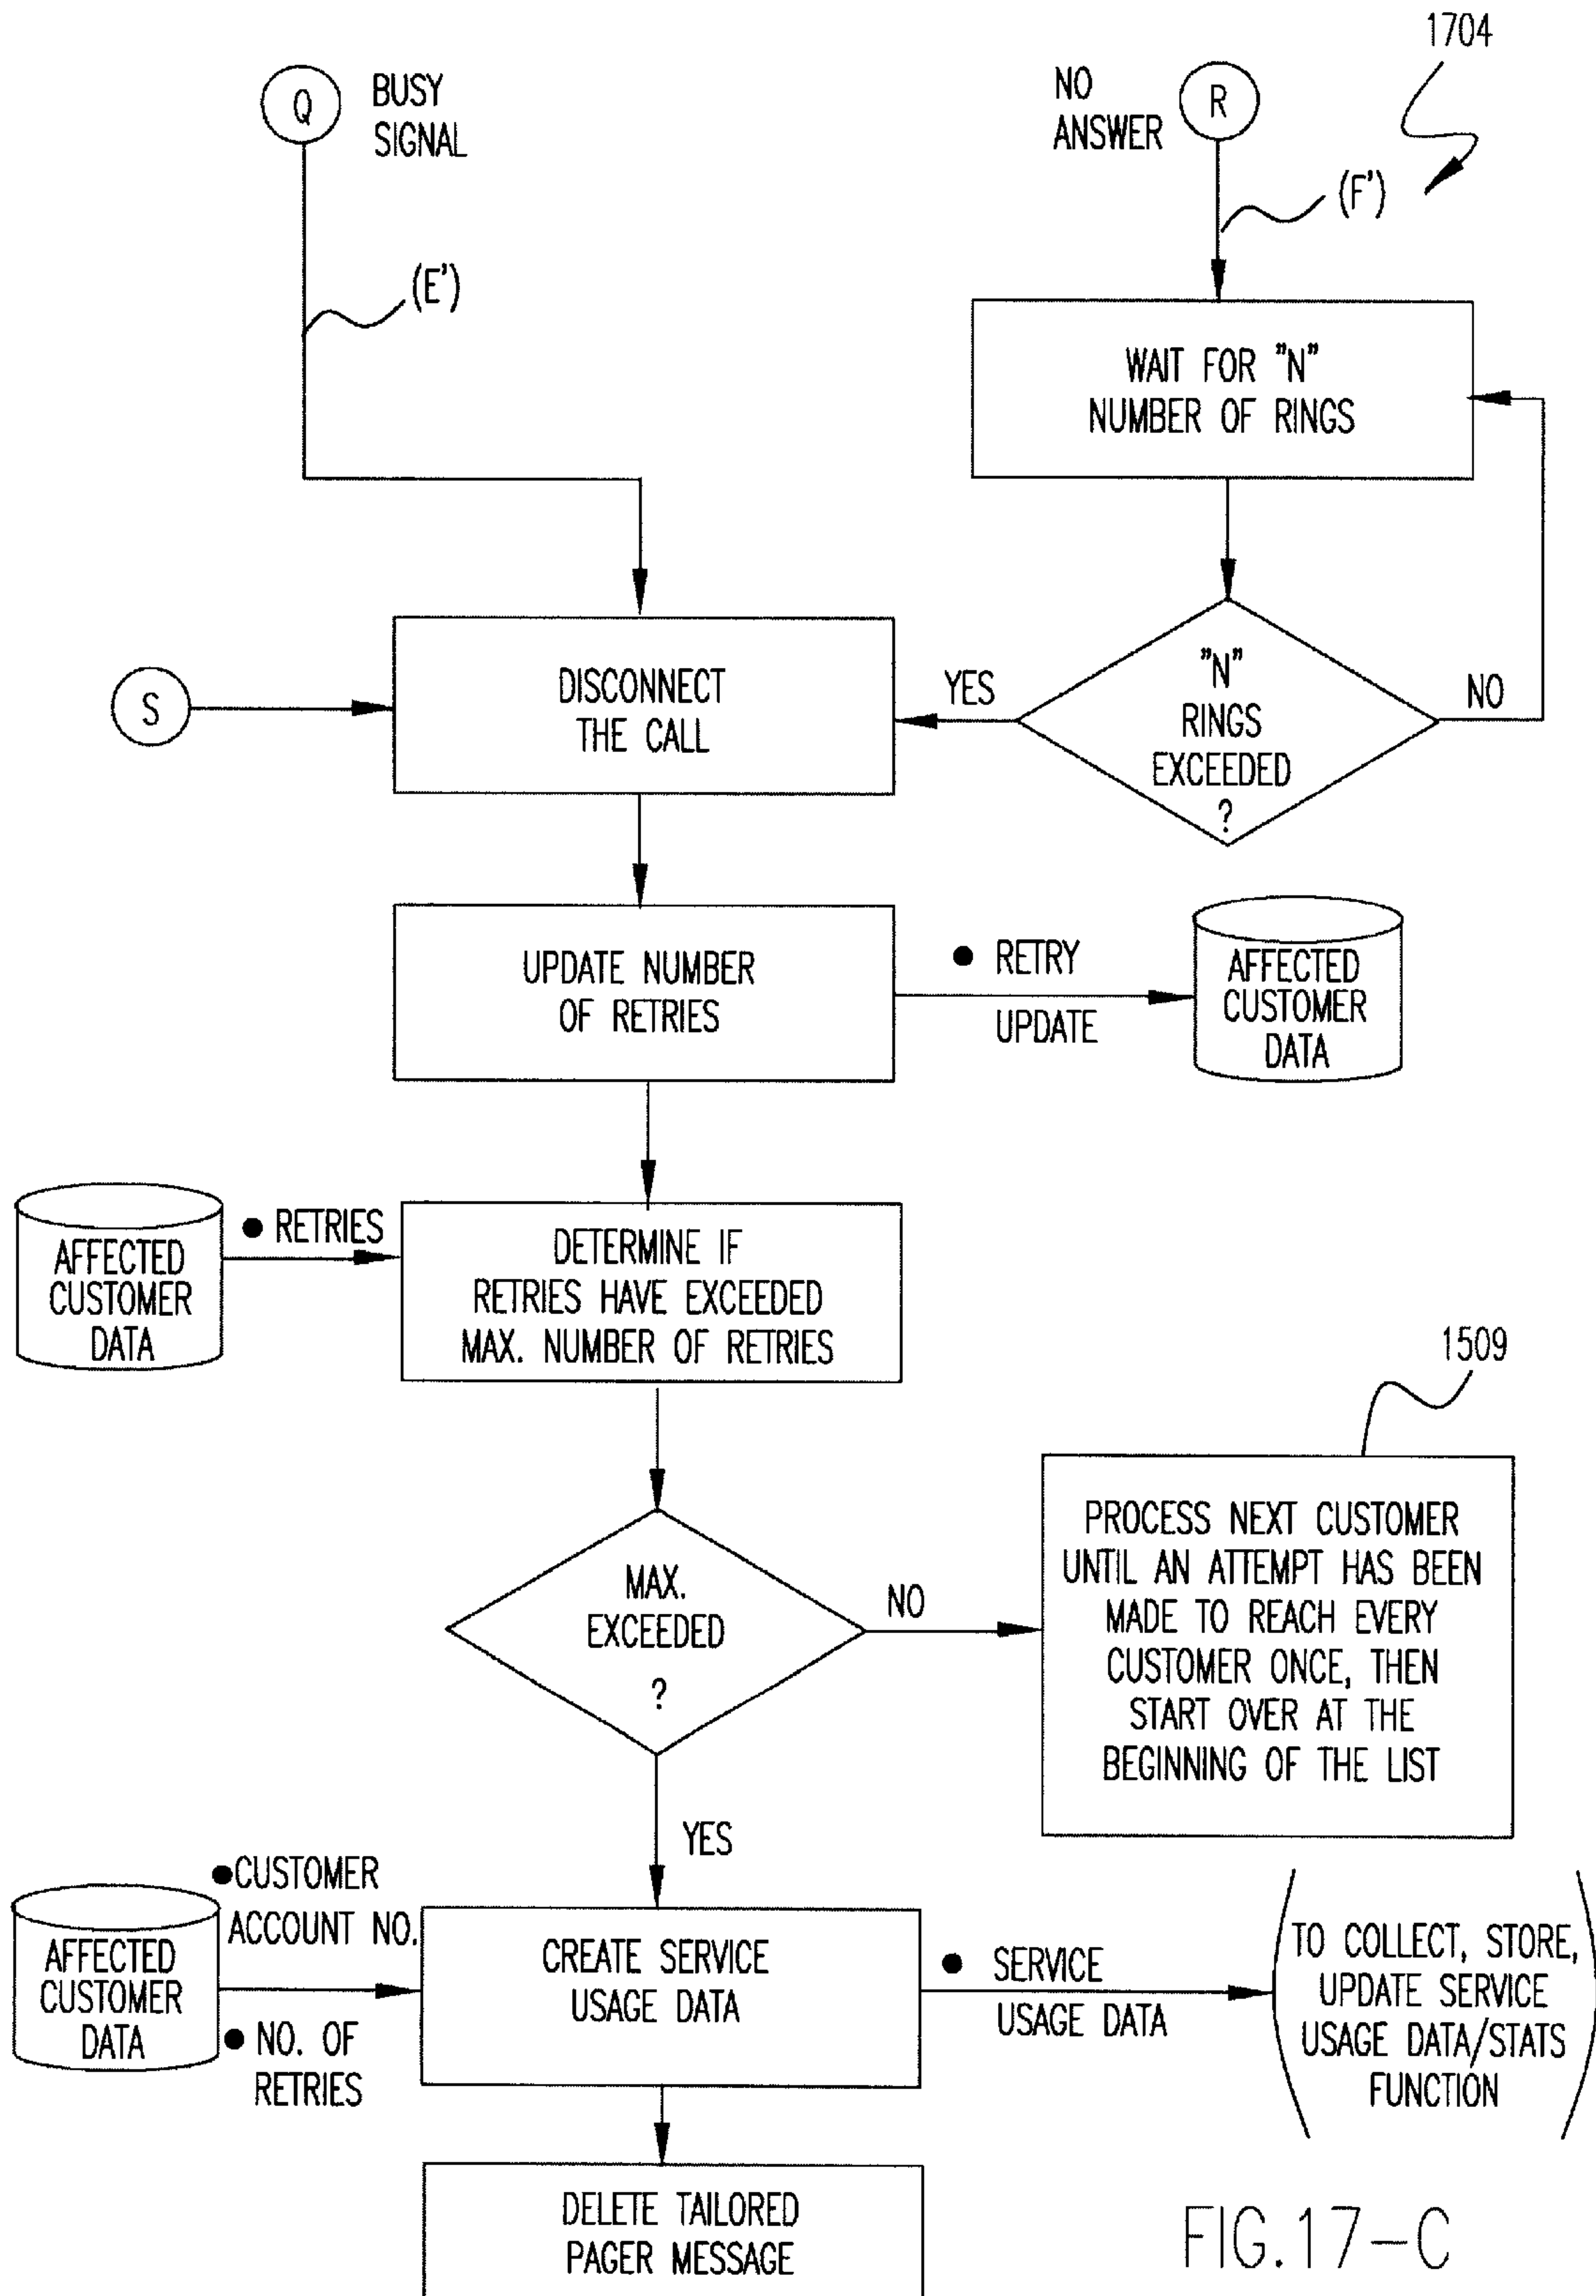 1704
Q
BUSY
SIGNAL
NO
ANSWER
R
(F')
(E')
WAIT FOR "N"
NUMBER OF RINGS
S
DISCONNECT
THE CALL
YES
"N"
RINGS
EXCEEDED
?
NO
UPDATE NUMBER
OF RETRIES
● RETRY
UPDATE
AFFECTED
CUSTOMER
DATA
AFFECTED
CUSTOMER
DATA
● RETRIES
DETERMINE IF
RETRIES HAVE EXCEEDED
MAX. NUMBER OF RETRIES
1509
MAX.
EXCEEDED
?
NO
PROCESS NEXT CUSTOMER
UNTIL AN ATTEMPT HAS BEEN
MADE TO REACH EVERY
CUSTOMER ONCE, THEN
START OVER AT THE
BEGINNING OF THE LIST
YES
AFFECTED
CUSTOMER
DATA
●CUSTOMER
ACCOUNT NO.
● NO. OF
RETRIES
CREATE SERVICE
USAGE DATA
● SERVICE
USAGE DATA
TO COLLECT, STORE,
UPDATE SERVICE
USAGE DATA/STATS
FUNCTION
DELETE TAILORED
PAGER MESSAGE
FIG.17-C